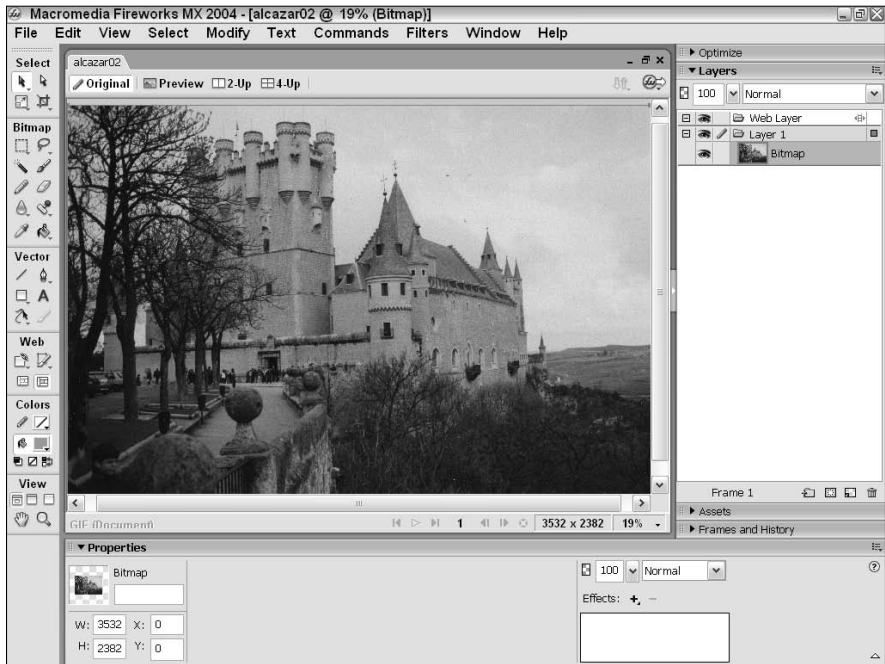 Macromedia Fireworks MX 2004 - [alcazar02 @ 19% (Bitmap)]
File Edit View Select Modify Text Commands Filters Window Help
Select
Bitmap
Vector
A
Web
Colors
View
alcazar02
Original Preview 2-Up 4-Up
GIF (Document)
1 3532 x 2382 19%
Optimize
Layers
100 Normal
Web Layer
Layer 1
Bitmap
Frame 1
Assets
Frames and History
Properties
Bitmap
W: 3532 X: 0
H: 2382 Y: 0
100 Normal
?
Effects: + -